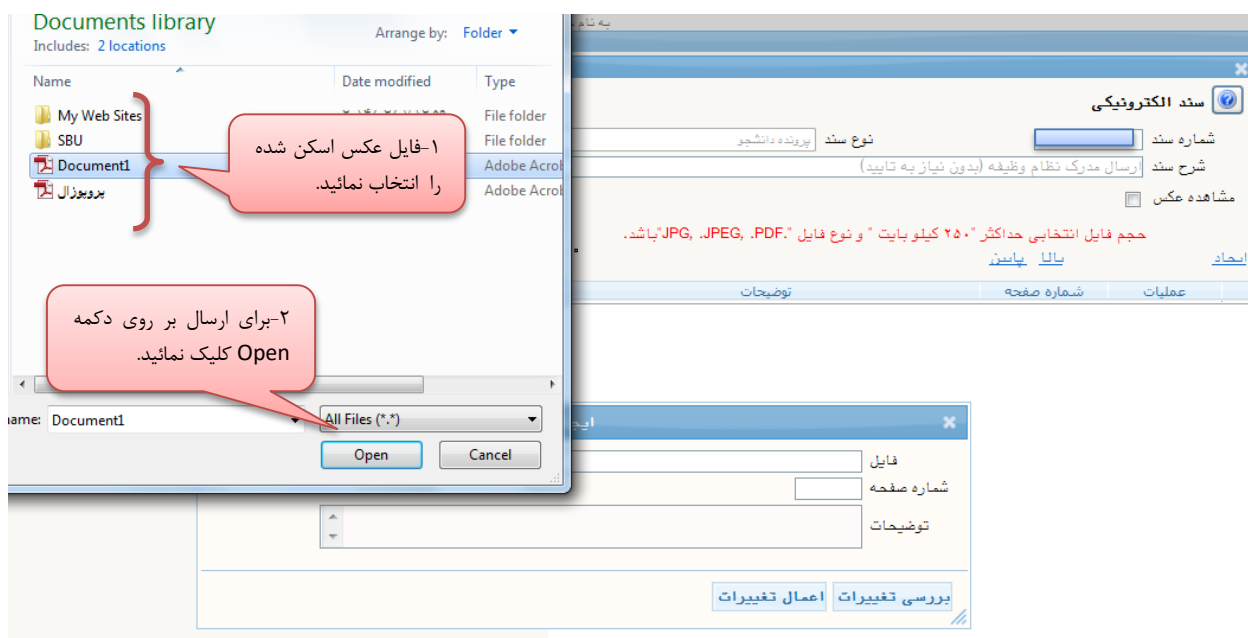 Documents library
Includes: 2 locations
Arrange by: Folder
Name Date modified Type
My Web Sites File folder
SBU File folder
Document1 Adobe Acrob
پروپوزال Adobe Acrob
۱-فایل عکس اسکن شده
را انتخاب نمائید.
۲-برای ارسال بر روی دکمه
Open کلیک نمائید.
name: Document1 All Files (*.*)
Open Cancel
به نام
سند الکترونیکی
شماره سند نوع سند پرونده دانشجو
شرح سند ارسال مدرک نظام وظیفه (بدون نیاز به تایید)
مشاهده عکس
حجم فایل انتخابی حداکثر "۲۵۰ کیلو بایت " و نوع فایل "JPG, .JPEG, .PDF."باشد.
ایجاد بالا پایین
عملیات شماره صفحه توضیحات
ایج
فایل
شماره صفحه
توضیحات
بررسی تغییرات اعمال تغییرات